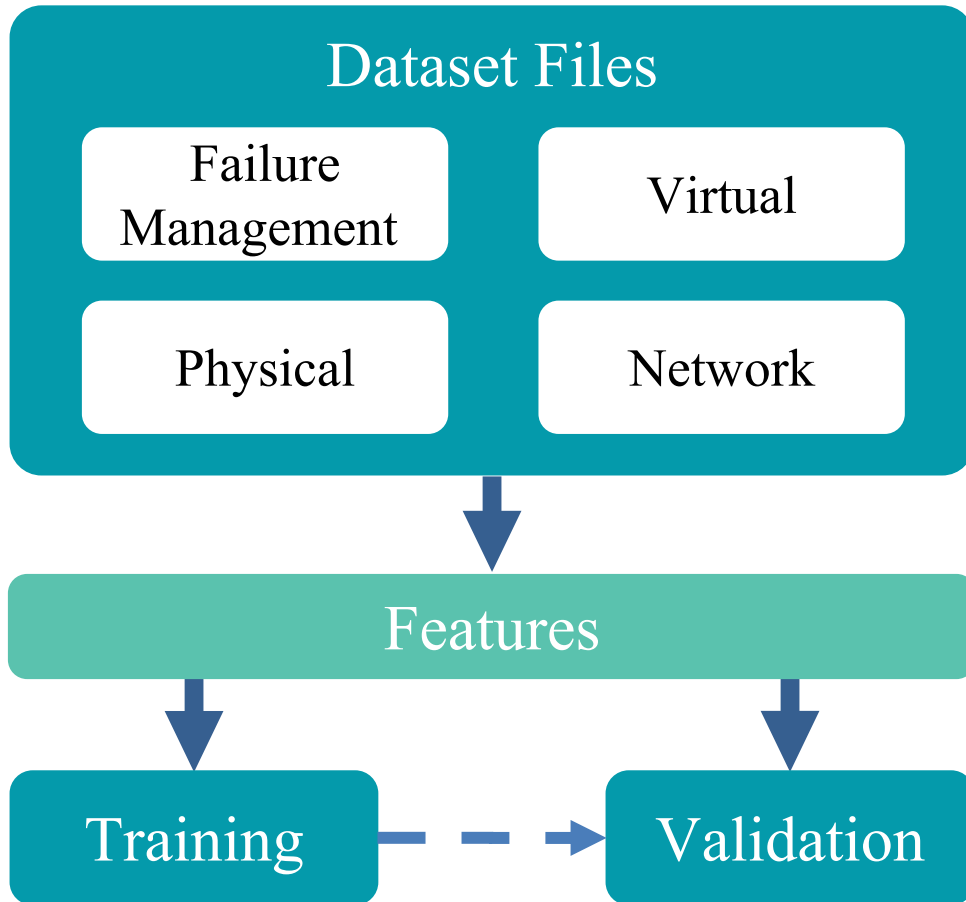 Dataset Files
Failure
Management
Virtual
Physical
Network
Features
Training
Validation